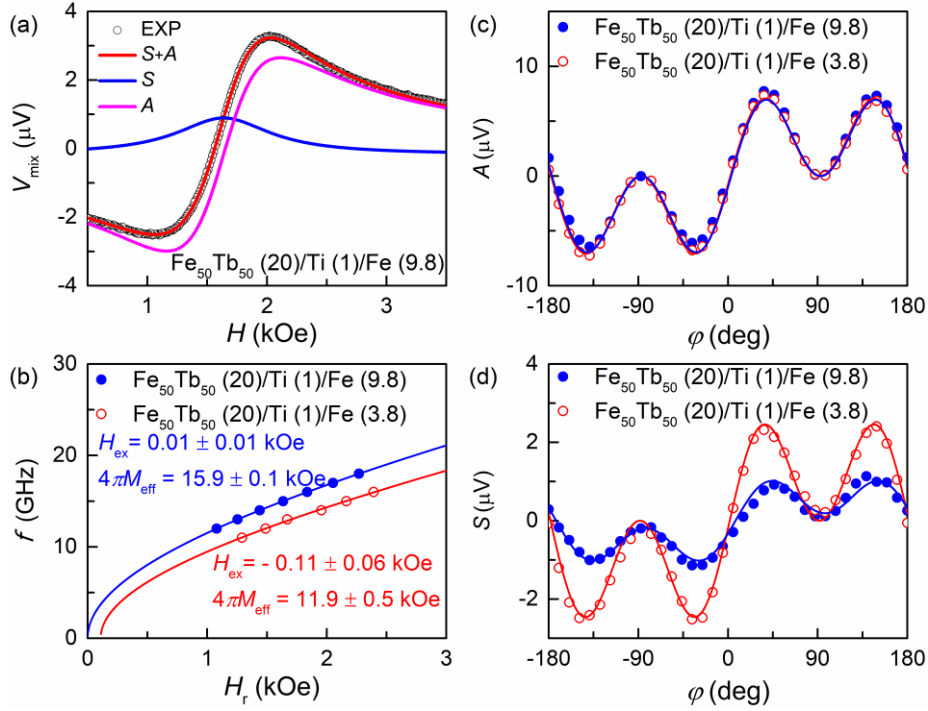 (a)
EXP
S+A
S
A
Fe₅₀Tb₅₀ (20)/Ti (1)/Fe (9.8)
V_mix (μV)
4
2
0
-2
-4
1
2
3
H (kOe)
(b)
Fe₅₀Tb₅₀ (20)/Ti (1)/Fe (9.8)
Fe₅₀Tb₅₀ (20)/Ti (1)/Fe (3.8)
H_ex= 0.01 ± 0.01 kOe
4πM_eff = 15.9 ± 0.1 kOe
H_ex= - 0.11 ± 0.06 kOe
4πM_eff = 11.9 ± 0.5 kOe
f (GHz)
30
20
10
0
0
1
2
3
H_r (kOe)
(c)
Fe₅₀Tb₅₀ (20)/Ti (1)/Fe (9.8)
Fe₅₀Tb₅₀ (20)/Ti (1)/Fe (3.8)
A (μV)
10
0
-10
-180
-90
0
90
180
φ (deg)
(d)
Fe₅₀Tb₅₀ (20)/Ti (1)/Fe (9.8)
Fe₅₀Tb₅₀ (20)/Ti (1)/Fe (3.8)
S (μV)
4
2
0
-2
-180
-90
0
90
180
φ (deg)